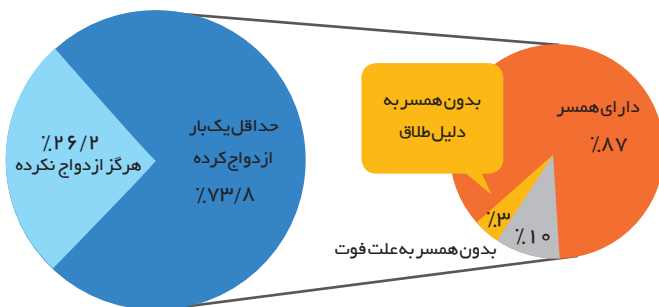 حداقل یک بار
ازدواج کرده
٪۷۳/۸
٪۲۶/۲
هرگز ازدواج نکرده
دارای همسر
٪۸۷
بدون همسر به
دلیل طلاق
٪۳
٪۱۰
بدون همسر به علت فوت